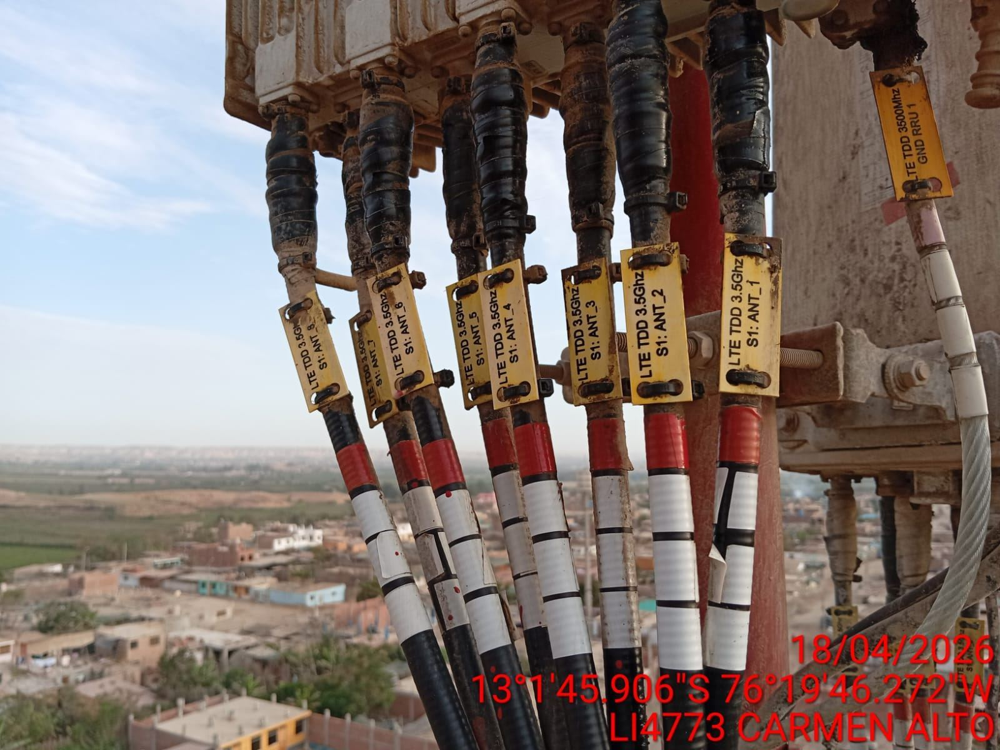 LTE TDD 3500Mhz
GND RRU 1
LTE TDD 3.5Ghz
S1: ANT_8
LTE TDD 3.5Ghz
S1: ANT_7
LTE TDD 3.5Ghz
S1: ANT_6
LTE TDD 3.5Ghz
S1: ANT_5
LTE TDD 3.5Ghz
S1: ANT_4
LTE TDD 3.5Ghz
S1: ANT_3
LTE TDD 3.5Ghz
S1: ANT_2
LTE TDD 3.5Ghz
S1: ANT_1
18/04/2026
13°1'45.906"S 76°19'46.272"W
LI4773 CARMEN ALTO